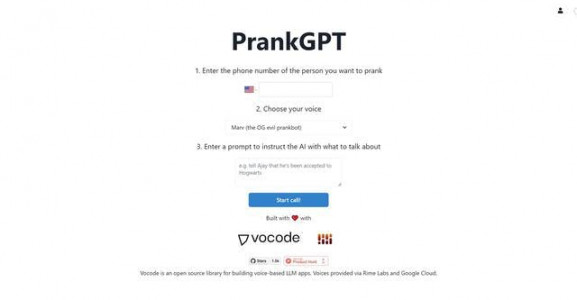 PrankGPT
1. Enter the phone number of the person you want to prank
2. Choose your voice
Marv (the OG evil prankbot)
3. Enter a prompt to instruct the AI with what to talk about
e.g. tell Ajay that he's been accepted to
Hogwarts
Start call!
Built with ❤ with
vocode
Stars
Product Hunt
Vocode is an open source library for building voice-based LLM apps. Voices provided via Rime Labs and Google Cloud.